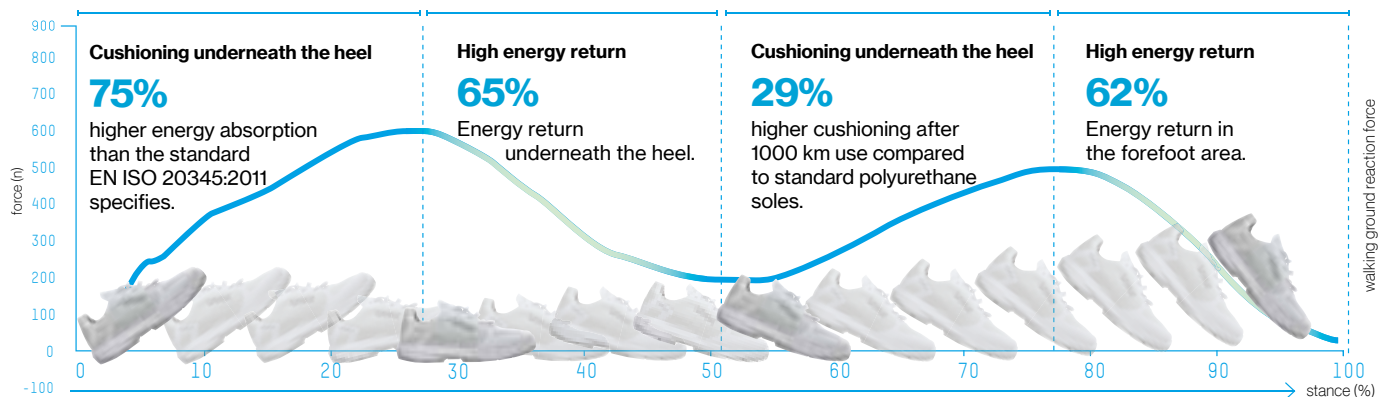 900
800
700
600
500
400
300
200
100
0
-100
force (n)
Cushioning underneath the heel
75%
higher energy absorption
than the standard
EN ISO 20345:2011
specifies.
High energy return
65%
Energy return
underneath the heel.
Cushioning underneath the heel
29%
higher cushioning after
1000 km use compared
to standard polyurethane
soles.
High energy return
62%
Energy return in
the forefoot area.
walking ground reaction force
0 10 20 30 40 50 60 70 80 90 100
stance (%)